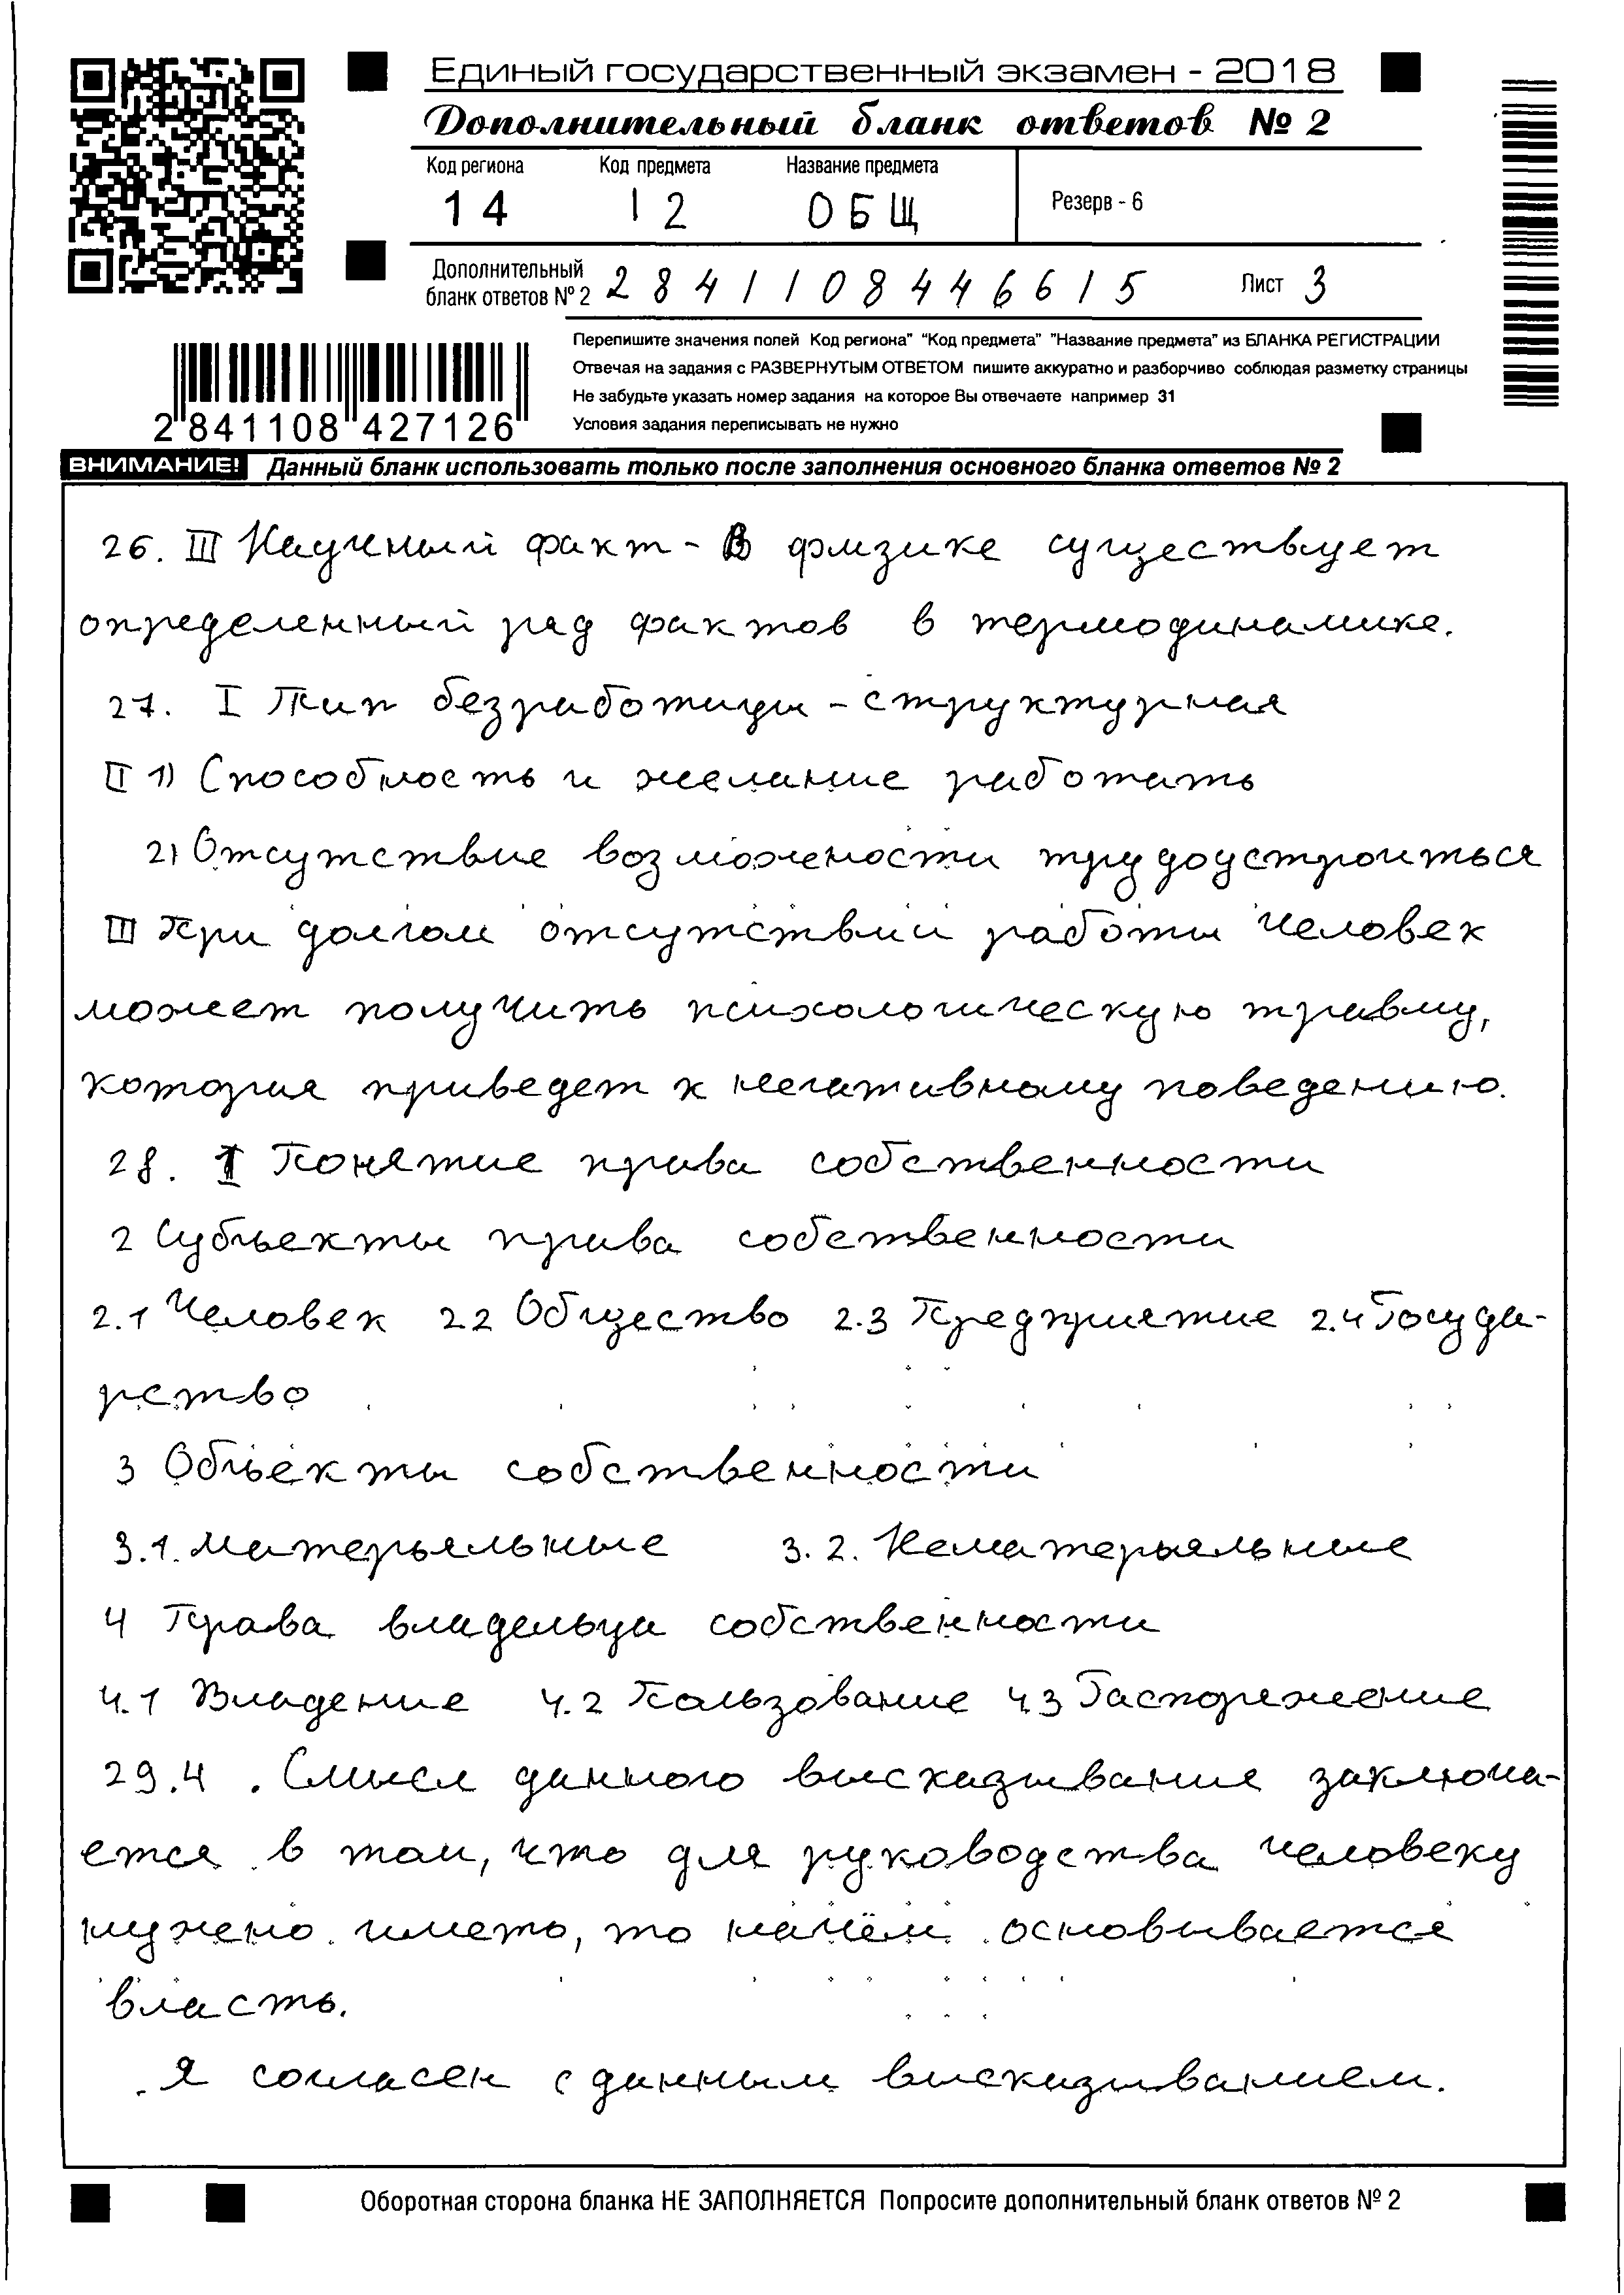 Единый государственный экзамен - 2018
Дополнительный бланк ответов № 2
Код региона Код предмета Название предмета
14 12 ОБЩ
Резерв - 6
Дополнительный
бланк ответов № 2 2841108446615 Лист 3
Перепишите значения полей Код региона" "Код предмета" "Название предмета" из БЛАНКА РЕГИСТРАЦИИ
Отвечая на задания с РАЗВЕРНУТЫМ ОТВЕТОМ пишите аккуратно и разборчиво соблюдая разметку страницы
Не забудьте указать номер задания на которое Вы отвечаете например 31
Условия задания переписывать не нужно
2 841108 427126
ВНИМАНИЕ! Данный бланк использовать только после заполнения основного бланка ответов № 2
26. III Научный факт - В физике существует
определенный ряд фактов в термодинамике.
27. I Тип безработицы - структурная
II 1) Способность и желание работать
2) Отсутствие возможности трудоустроиться
III При долгом отсутствии работы человек
может получить психологическую травму,
которая приведет к негативному поведению.
28. 1 Понятие права собственности
2 Субъекты права собственности
2.1 Человек 2.2 Общество 2.3 Предприятие 2.4 Госуда-
рство
3 Объекты собственности
3.1. Матерьяльные 3.2. Нематерьяльные
4 Права владельца собственности
4.1 Владение 4.2 Пользование 4.3 Распоряжение
29.4. Смысл данного высказывания заключа-
ется в том, что для руководства человеку
нужно иметь, то на чём основывается
власть.
Я согласен с данным высказыванием.
Оборотная сторона бланка НЕ ЗАПОЛНЯЕТСЯ Попросите дополнительный бланк ответов № 2